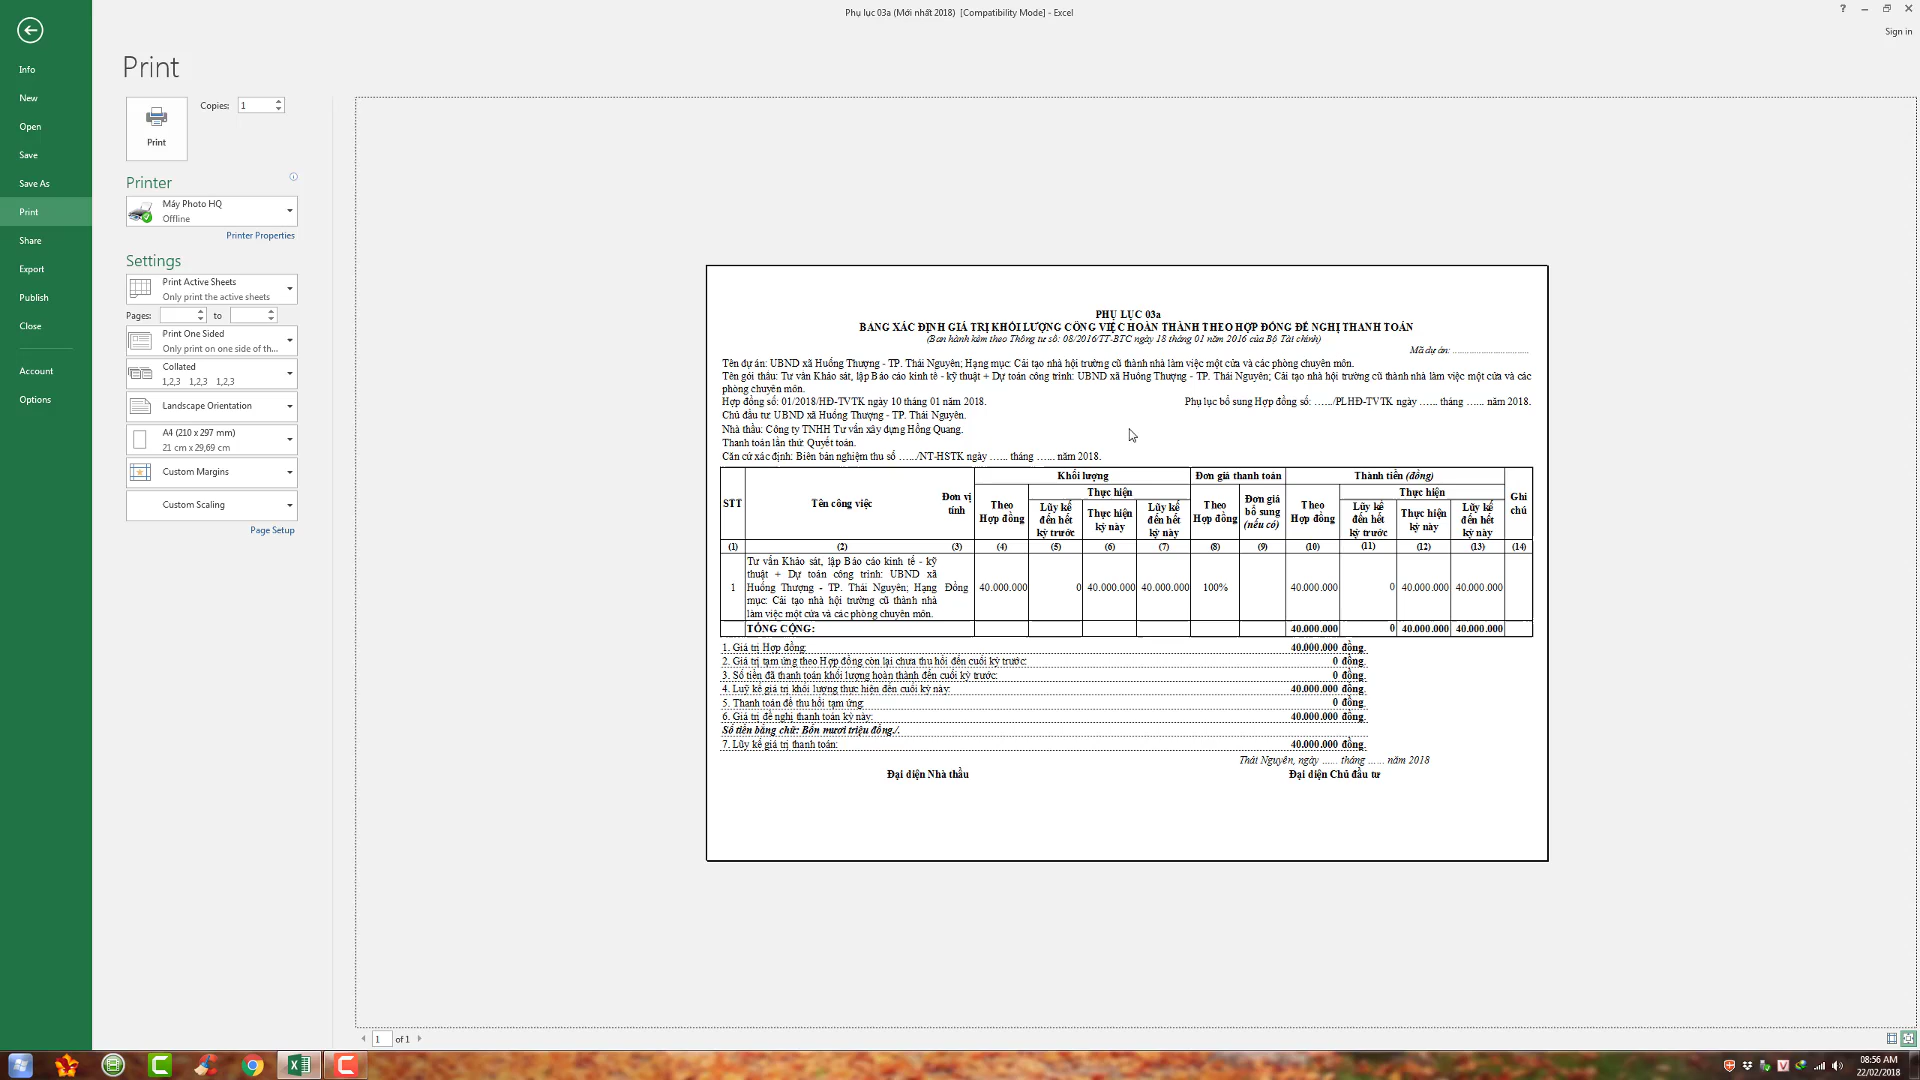 Phụ lục 03a (Mới nhất 2018) [Compatibility Mode] - Excel
Sign in
Info
New
Open
Save
Save As
Print
Share
Export
Publish
Close
Account
Options
Print
Copies: 1
Print
Printer
Máy Photo HQ
Offline
Printer Properties
Settings
Print Active Sheets
Only print the active sheets
Pages: to
Print One Sided
Only print on one side of th...
Collated
1,2,3 1,2,3 1,2,3
Landscape Orientation
A4 (210 x 297 mm)
21 cm x 29,69 cm
Custom Margins
Custom Scaling
Page Setup
PHỤ LỤC 03a
BẢNG XÁC ĐỊNH GIÁ TRỊ KHỐI LƯỢNG CÔNG VIỆC HOÀN THÀNH THEO HỢP ĐỒNG ĐỀ NGHỊ THANH TOÁN
(Ban hành kèm theo Thông tư số: 08/2016/TT-BTC ngày 18 tháng 01 năm 2016 của Bộ Tài chính)
Mã dự án: ..............................
Tên dự án: UBND xã Huống Thượng - TP. Thái Nguyên; Hạng mục: Cải tạo nhà hội trường cũ thành nhà làm việc một cửa và các phòng chuyên môn.
Tên gói thầu: Tư vấn Khảo sát, lập Báo cáo kinh tế - kỹ thuật + Dự toán công trình: UBND xã Huống Thượng - TP. Thái Nguyên; Cải tạo nhà hội trường cũ thành nhà làm việc một cửa và các
phòng chuyên môn.
Hợp đồng số: 01/2018/HĐ-TVTK ngày 10 tháng 01 năm 2018. Phụ lục bổ sung Hợp đồng số: ....../PLHĐ-TVTK ngày ...... tháng ...... năm 2018.
Chủ đầu tư: UBND xã Huống Thượng - TP. Thái Nguyên.
Nhà thầu: Công ty TNHH Tư vấn xây dựng Hồng Quang.
Thanh toán lần thứ: Quyết toán.
Căn cứ xác định: Biên bản nghiệm thu số ....../NT-HSTK ngày ...... tháng ...... năm 2018.
STT Tên công việc Đơn vị tính Khối lượng Đơn giá thanh toán Thành tiền (đồng) Ghi chú
Theo Hợp đồng Thực hiện Theo Hợp đồng Đơn giá bổ sung (nếu có) Theo Hợp đồng Thực hiện
Lũy kế đến hết kỳ trước Thực hiện kỳ này Lũy kế đến hết kỳ này Lũy kế đến hết kỳ trước Thực hiện kỳ này Lũy kế đến hết kỳ này
(1) (2) (3) (4) (5) (6) (7) (8) (9) (10) (11) (12) (13) (14)
Tư vấn Khảo sát, lập Báo cáo kinh tế - kỹ
thuật + Dự toán công trình: UBND xã
1 Huống Thượng - TP. Thái Nguyên; Hạng Đồng 40.000.000 0 40.000.000 40.000.000 100% 40.000.000 0 40.000.000 40.000.000
mục: Cải tạo nhà hội trường cũ thành nhà
làm việc một cửa và các phòng chuyên môn.
TỔNG CỘNG: 40.000.000 0 40.000.000 40.000.000
1. Giá trị Hợp đồng: 40.000.000 đồng.
2. Giá trị tạm ứng theo Hợp đồng còn lại chưa thu hồi đến cuối kỳ trước: 0 đồng.
3. Số tiền đã thanh toán khối lượng hoàn thành đến cuối kỳ trước: 0 đồng.
4. Luỹ kế giá trị khối lượng thực hiện đến cuối kỳ này: 40.000.000 đồng.
5. Thanh toán để thu hồi tạm ứng: 0 đồng.
6. Giá trị đề nghị thanh toán kỳ này: 40.000.000 đồng.
Số tiền bằng chữ: Bốn mươi triệu đồng./.
7. Lũy kế giá trị thanh toán: 40.000.000 đồng.
Thái Nguyên, ngày ...... tháng ...... năm 2018
Đại diện Nhà thầu Đại diện Chủ đầu tư
1 of 1
08:56 AM
22/02/2018